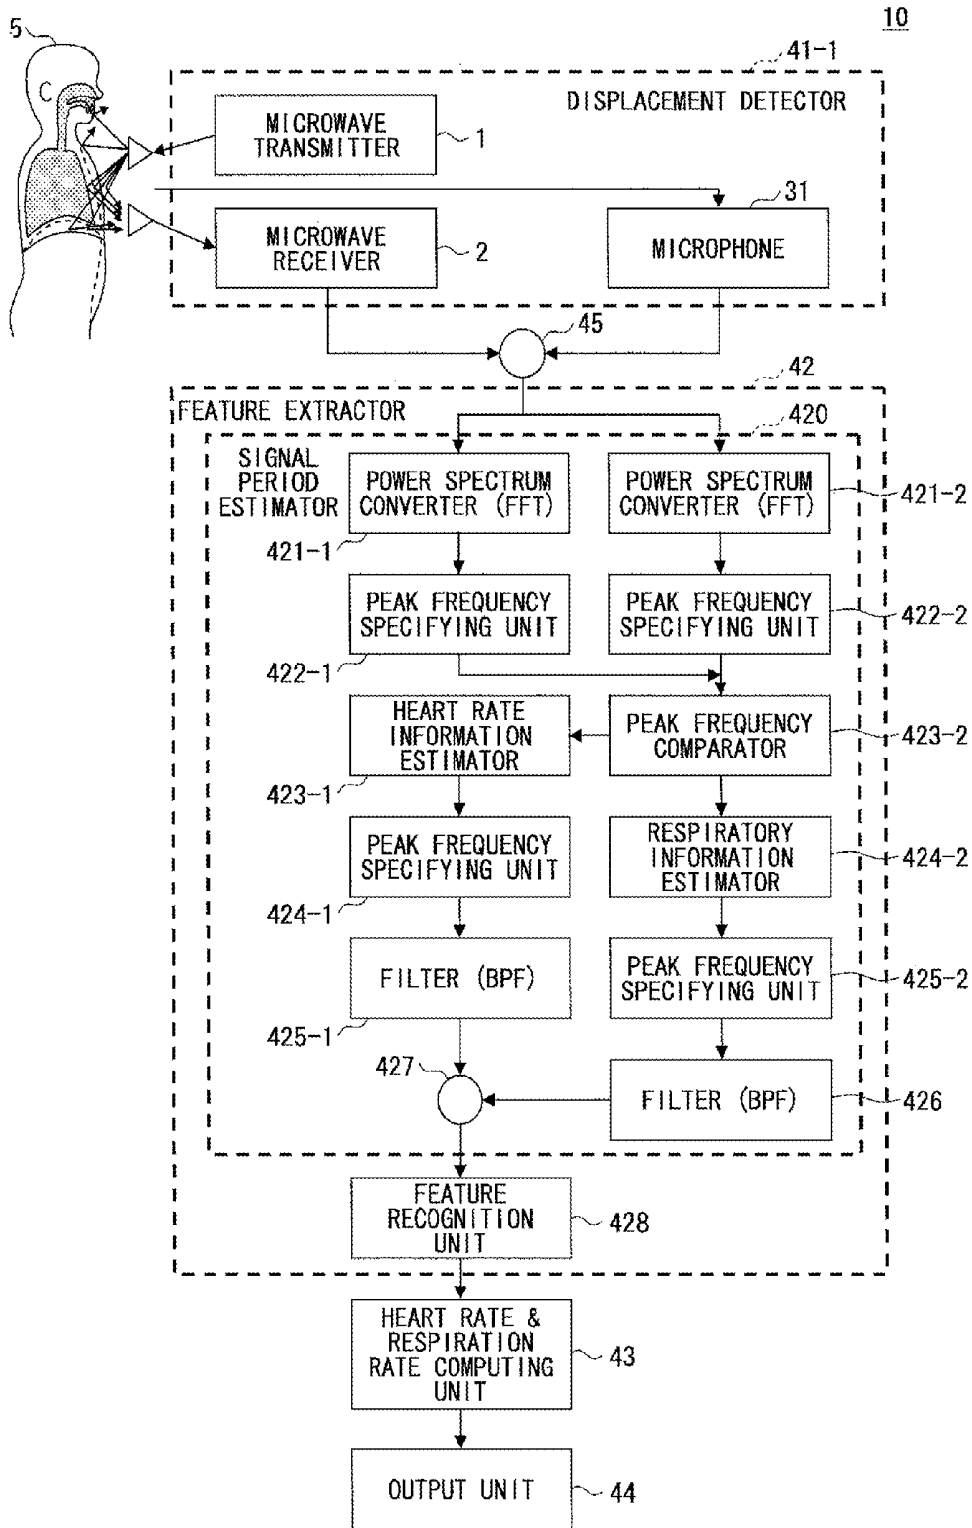 10
5
41-1
DISPLACEMENT DETECTOR
MICROWAVE
TRANSMITTER
1
31
MICROWAVE
RECEIVER
2
MICROPHONE
45
42
FEATURE EXTRACTOR
420
SIGNAL
PERIOD
ESTIMATOR
POWER SPECTRUM
CONVERTER (FFT)
421-1
POWER SPECTRUM
CONVERTER (FFT)
421-2
PEAK FREQUENCY
SPECIFYING UNIT
422-1
PEAK FREQUENCY
SPECIFYING UNIT
422-2
HEART RATE
INFORMATION
ESTIMATOR
423-1
PEAK FREQUENCY
COMPARATOR
423-2
PEAK FREQUENCY
SPECIFYING UNIT
424-1
RESPIRATORY
INFORMATION
ESTIMATOR
424-2
FILTER (BPF)
425-1
PEAK FREQUENCY
SPECIFYING UNIT
425-2
427
FILTER (BPF)
426
FEATURE
RECOGNITION
UNIT
428
HEART RATE &
RESPIRATION
RATE COMPUTING
UNIT
43
OUTPUT UNIT
44